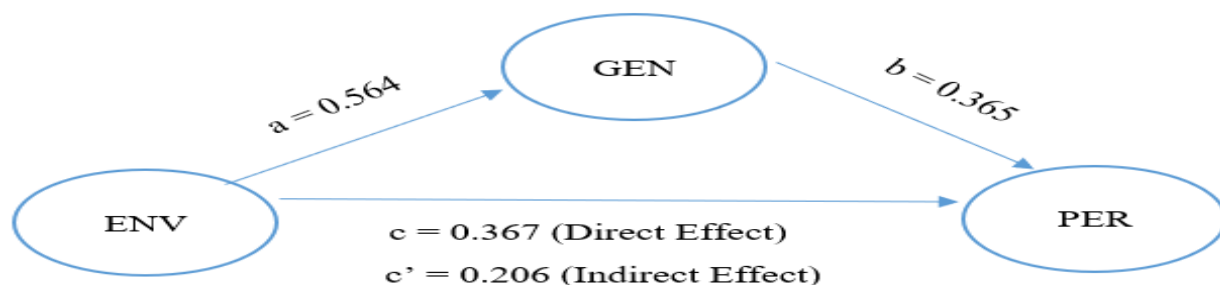 GEN
a = 0.564
b = 0.365
ENV
PER
c = 0.367 (Direct Effect)
c’ = 0.206 (Indirect Effect)